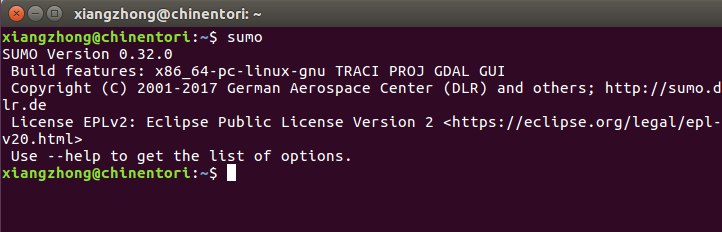 xiangzhong@chinentori: ~
xiangzhong@chinentori:~$ sumo
SUMO Version 0.32.0
 Build features: x86_64-pc-linux-gnu TRACI PROJ GDAL GUI
 Copyright (C) 2001-2017 German Aerospace Center (DLR) and others; http://sumo.d
lr.de
 License EPLv2: Eclipse Public License Version 2 <https://eclipse.org/legal/epl-
v20.html>
 Use --help to get the list of options.
xiangzhong@chinentori:~$